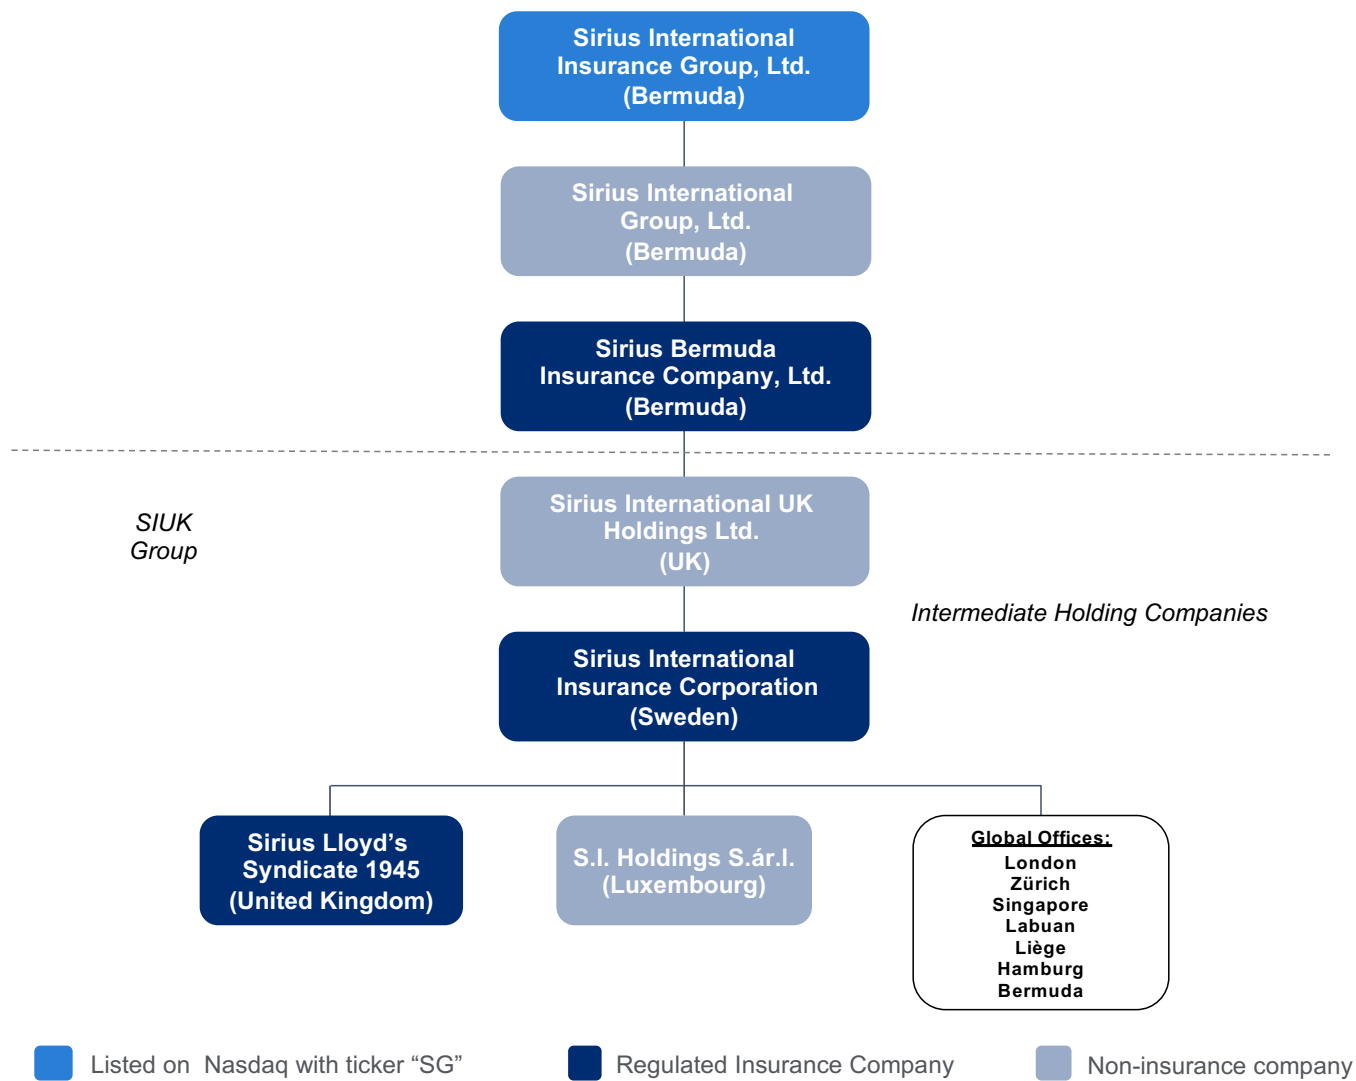 Sirius International
Insurance Group, Ltd.
(Bermuda)
Sirius International
Group, Ltd.
(Bermuda)
Sirius Bermuda
Insurance Company, Ltd.
(Bermuda)
SIUK
Group
Sirius International UK
Holdings Ltd.
(UK)
Intermediate Holding Companies
Sirius International
Insurance Corporation
(Sweden)
Sirius Lloyd’s
Syndicate 1945
(United Kingdom)
S.I. Holdings S.ár.l.
(Luxembourg)
Global Offices:
London
Zürich
Singapore
Labuan
Liège
Hamburg
Bermuda
Listed on Nasdaq with ticker “SG”
Regulated Insurance Company
Non-insurance company